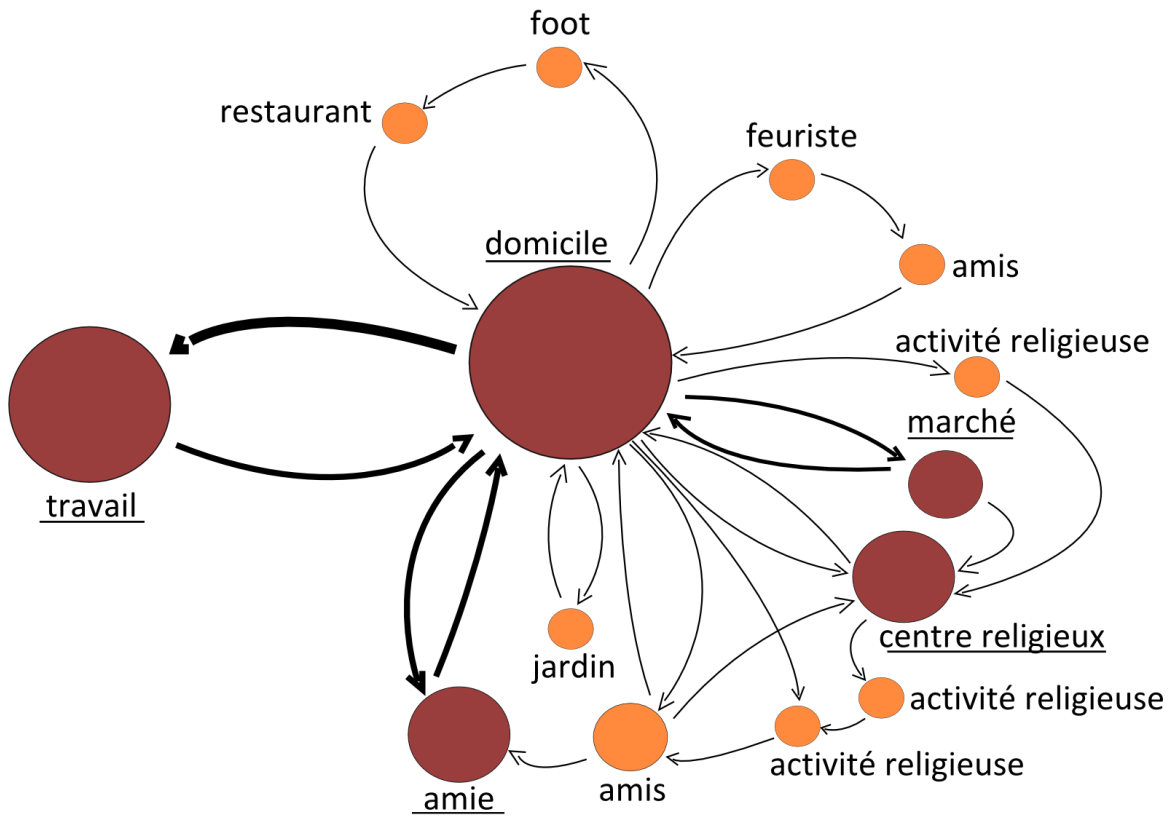 foot
restaurant
feuriste
domicile
amis
activité religieuse
marché
travail
centre religieux
jardin
activité religieuse
activité religieuse
amis
amie